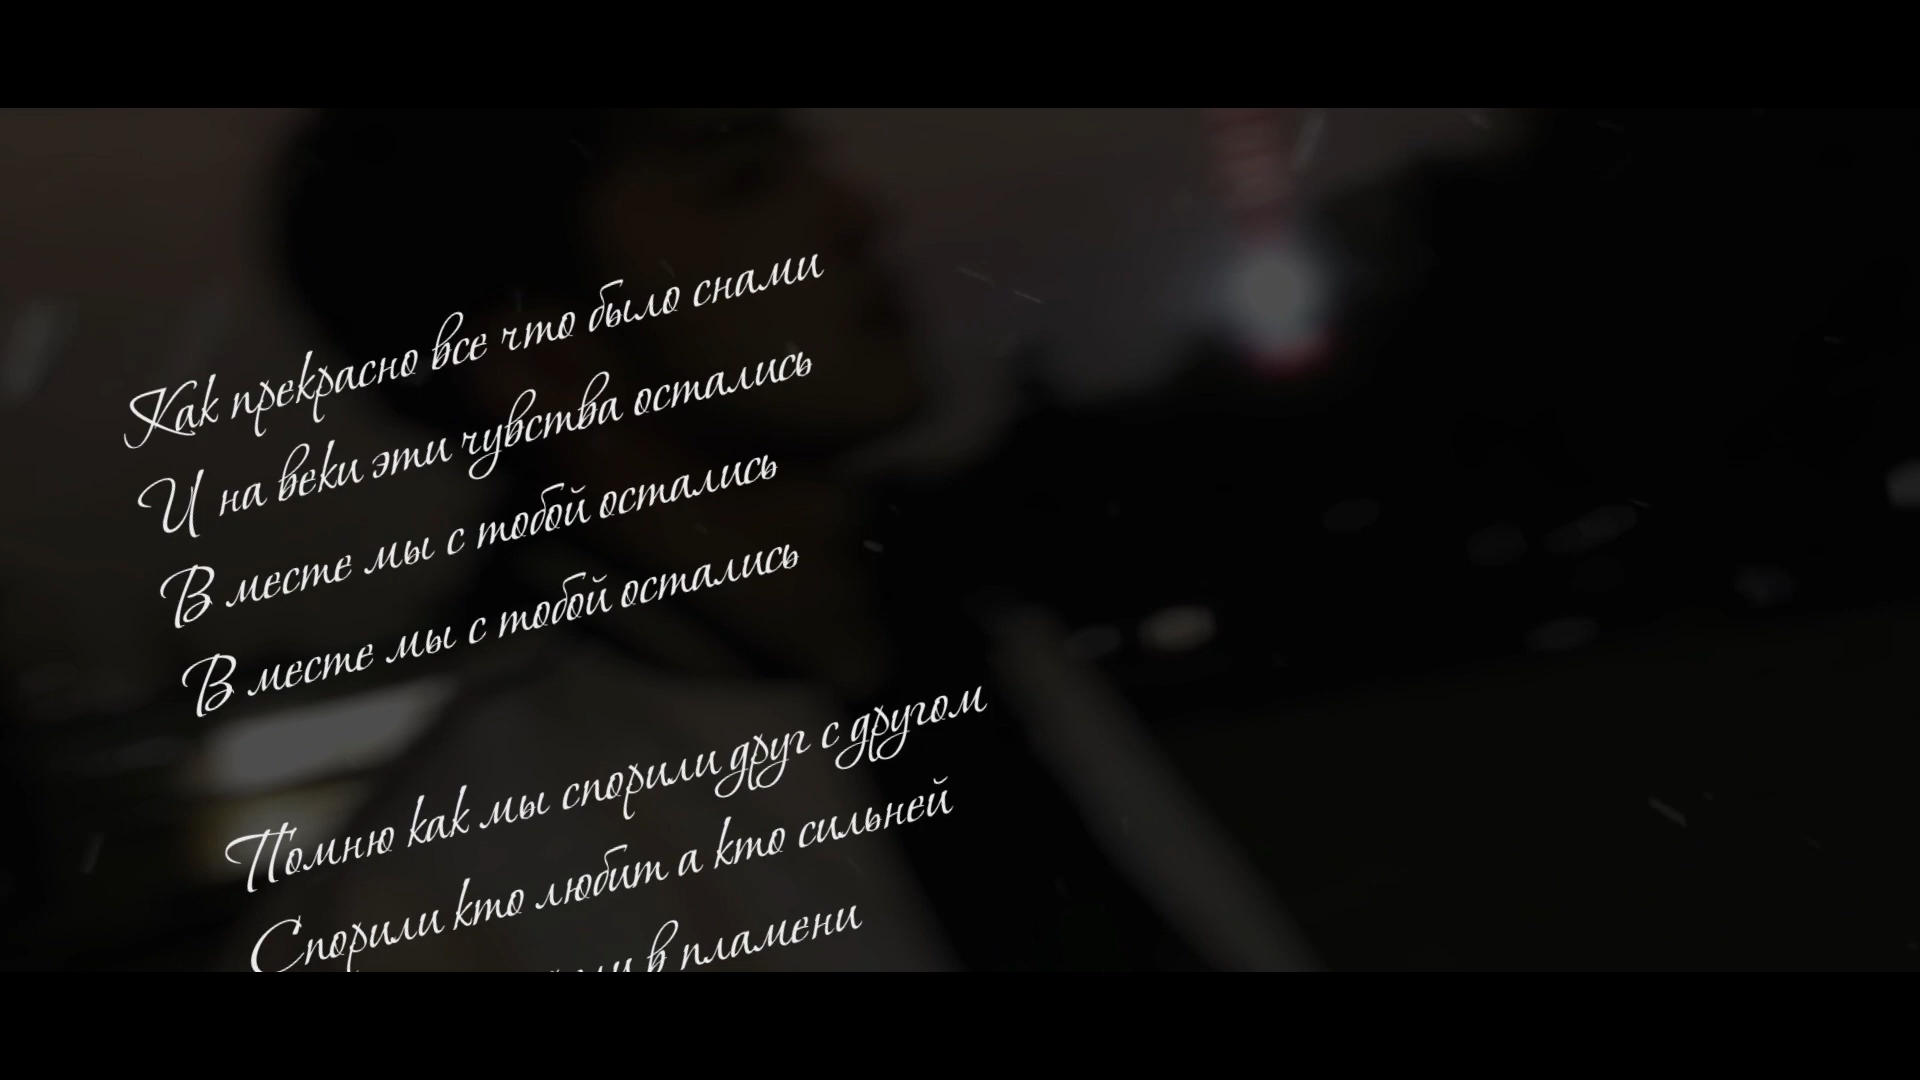 Как прекрасно все что было снами
И на веки эти чувства остались
В месте мы с тобой остались
В месте мы с тобой остались
Помню как мы спорили друг с другом
Спорили кто любит а кто сильней
в пламени